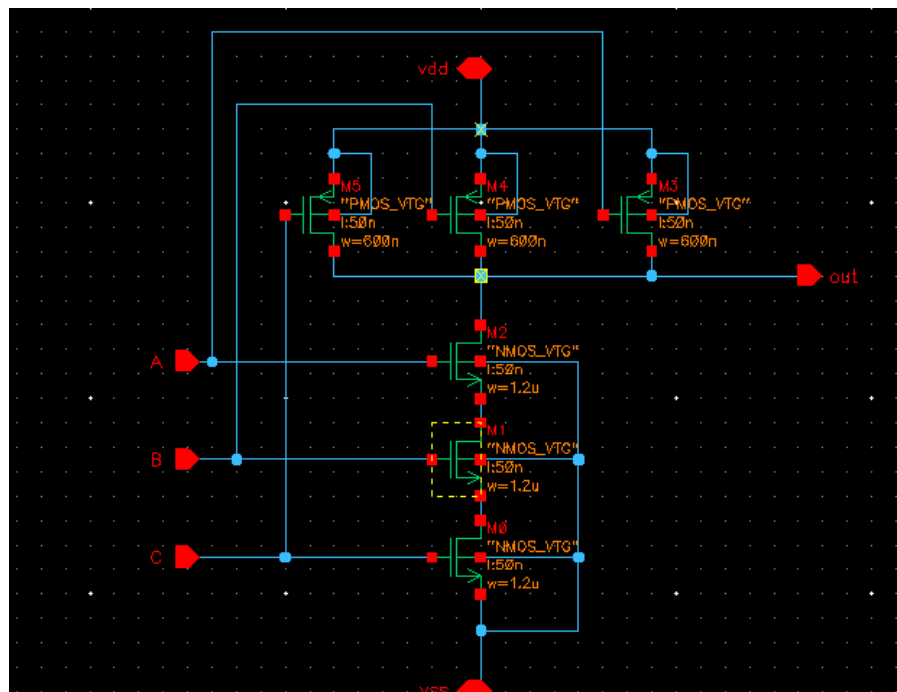 vdd
M5
"PMOS_VTG"
l:50n
w=600n
M4
"PMOS_VTG"
l:50n
w=600n
M3
"PMOS_VTG"
l:50n
w=600n
out
M2
"NMOS_VTG"
l:50n
w=1.2u
A
M1
"NMOS_VTG"
l:50n
w=1.2u
B
M0
"NMOS_VTG"
l:50n
w=1.2u
C
vss